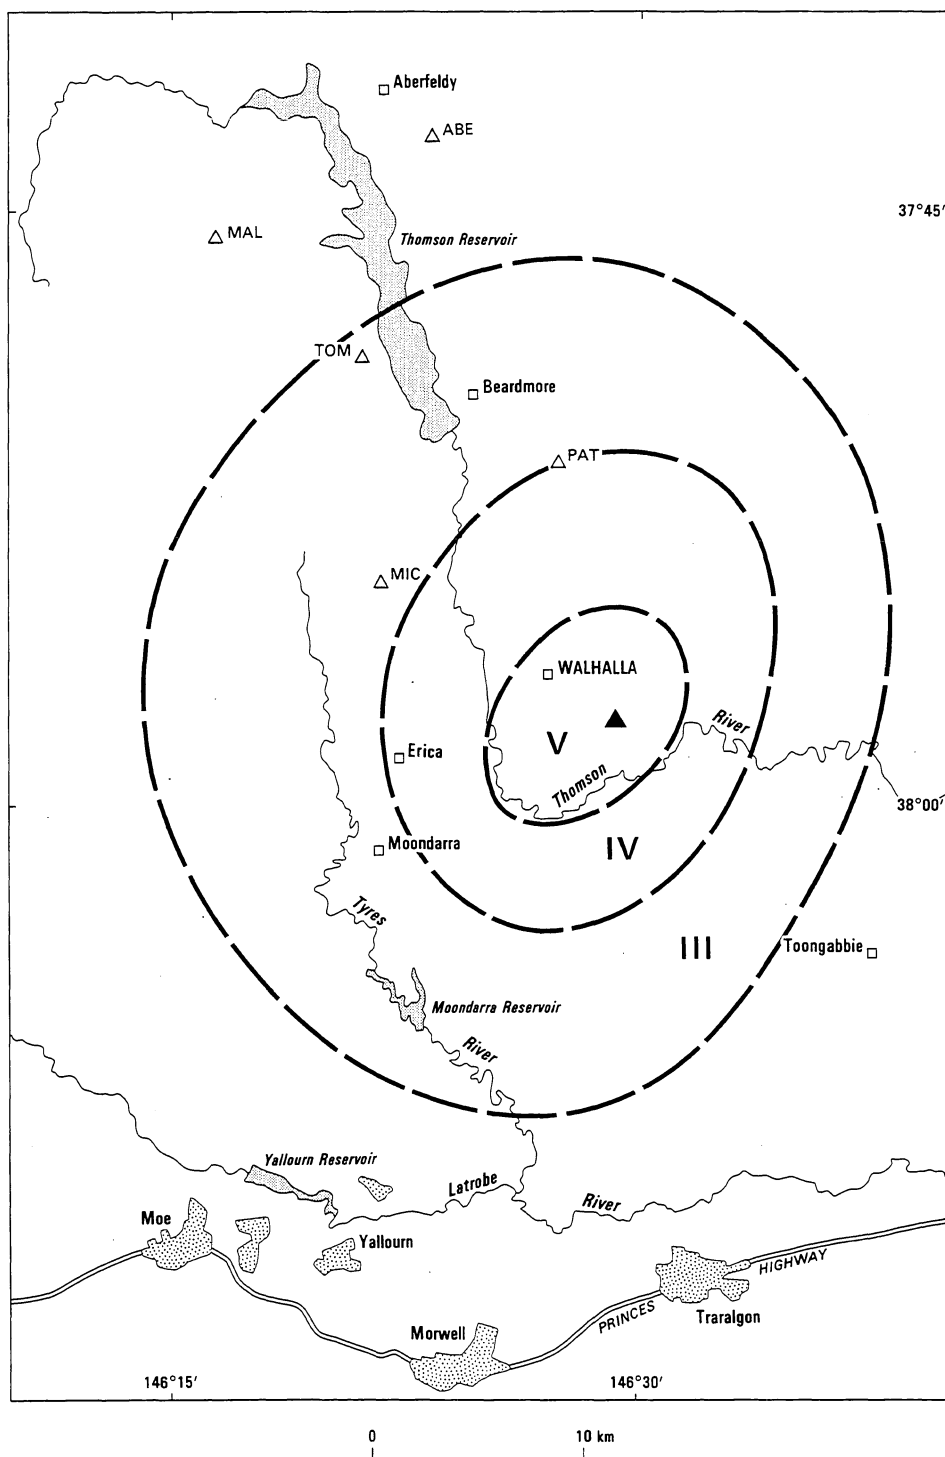 Aberfeldy
ABE
37°45'
MAL
Thomson Reservoir
TOM
Beardmore
PAT
MIC
WALHALLA
River
V
Erica
Thomson
38°00'
IV
Moondarra
Tyres
III
Toongabbie
Moondarra Reservoir
River
Yallourn Reservoir
Latrobe
River
Moe
Yallourn
HIGHWAY
PRINCES
Traralgon
Morwell
146°15'
146°30'
0
10 km